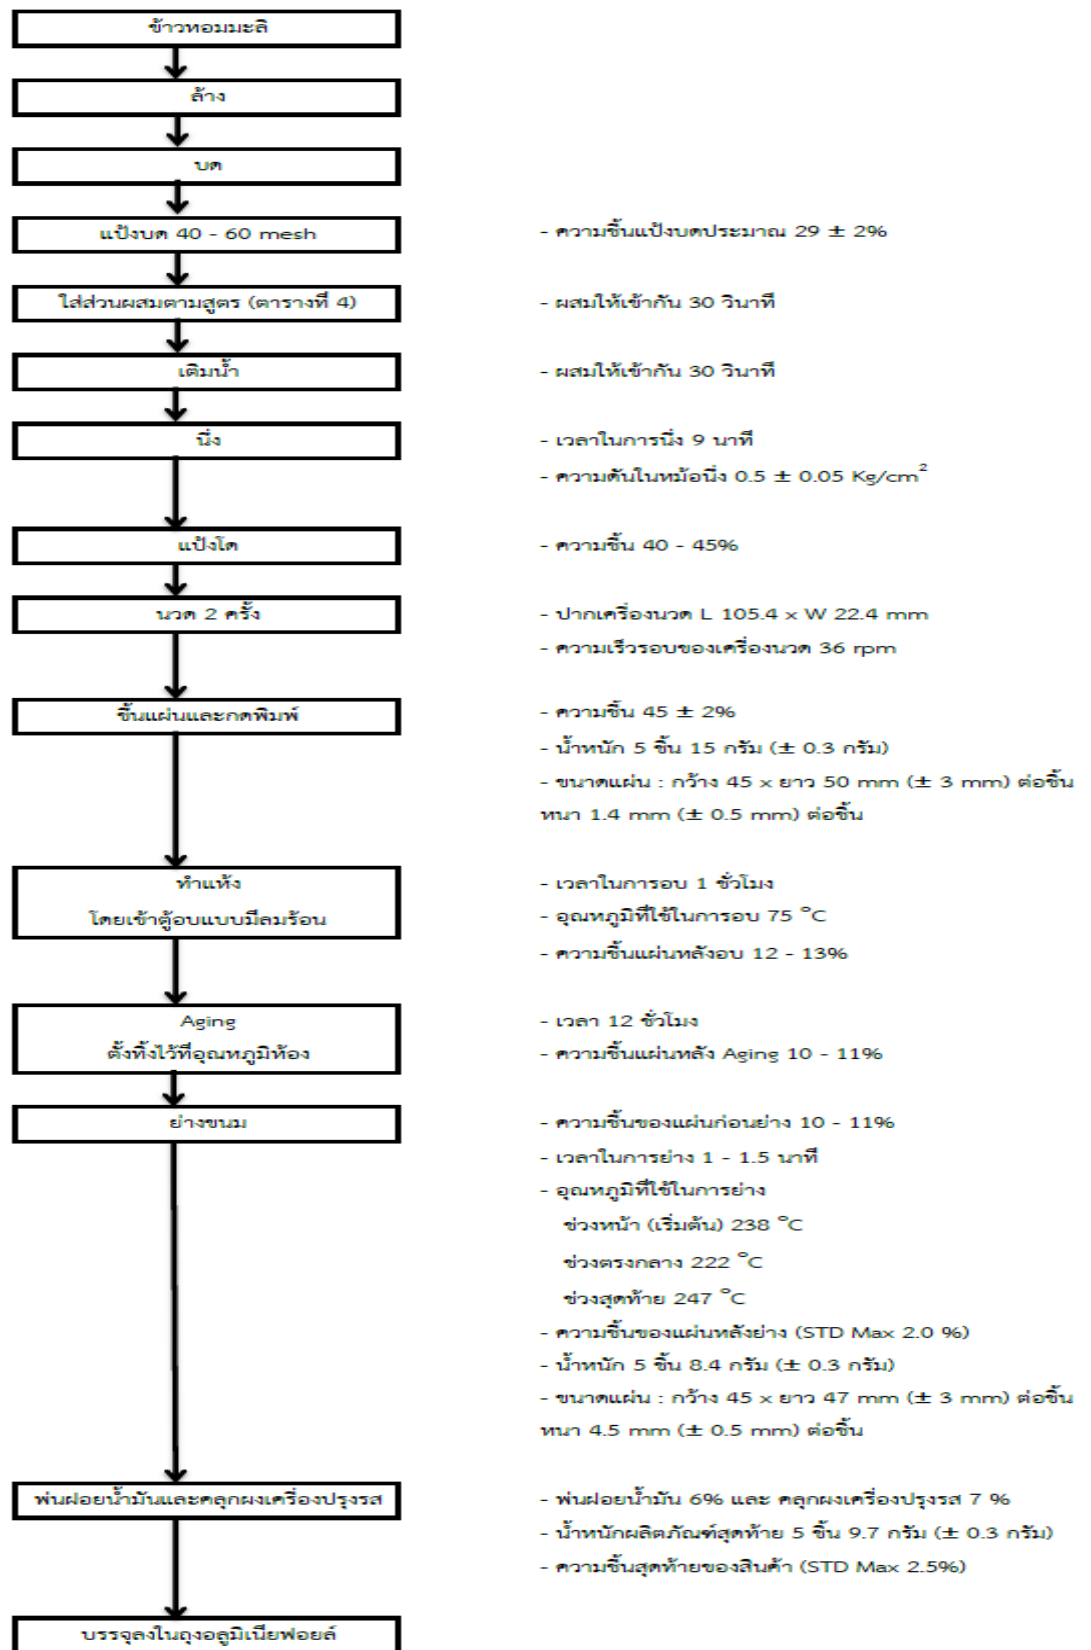 ข้าวหอมมะลิ
ล้าง
บด
แป้งบด 40 - 60 mesh
- ความชื้นแป้งบดประมาณ 29 ± 2%
ใส่ส่วนผสมตามสูตร (ตารางที่ 4)
- ผสมให้เข้ากัน 30 วินาที
เติมน้ำ
- ผสมให้เข้ากัน 30 วินาที
นึ่ง
- เวลาในการนึ่ง 9 นาที
- ความดันในหม้อนึ่ง 0.5 ± 0.05 Kg/cm²
แป้งโด
- ความชื้น 40 - 45%
นวด 2 ครั้ง
- ปากเครื่องนวด L 105.4 x W 22.4 mm
- ความเร็วรอบของเครื่องนวด 36 rpm
ขึ้นแผ่นและกดพิมพ์
- ความชื้น 45 ± 2%
- น้ำหนัก 5 ชิ้น 15 กรัม (± 0.3 กรัม)
- ขนาดแผ่น : กว้าง 45 x ยาว 50 mm (± 3 mm) ต่อชิ้น
หนา 1.4 mm (± 0.5 mm) ต่อชิ้น
ทำแห้ง
โดยเข้าตู้อบแบบมีลมร้อน
- เวลาในการอบ 1 ชั่วโมง
- อุณหภูมิที่ใช้ในการอบ 75 °C
- ความชื้นแผ่นหลังอบ 12 - 13%
Aging
ตั้งทิ้งไว้ที่อุณหภูมิห้อง
- เวลา 12 ชั่วโมง
- ความชื้นแผ่นหลัง Aging 10 - 11%
ย่างขนม
- ความชื้นของแผ่นก่อนย่าง 10 - 11%
- เวลาในการย่าง 1 - 1.5 นาที
- อุณหภูมิที่ใช้ในการย่าง
ช่วงหน้า (เริ่มต้น) 238 °C
ช่วงตรงกลาง 222 °C
ช่วงสุดท้าย 247 °C
- ความชื้นของแผ่นหลังย่าง (STD Max 2.0 %)
- น้ำหนัก 5 ชิ้น 8.4 กรัม (± 0.3 กรัม)
- ขนาดแผ่น : กว้าง 45 x ยาว 47 mm (± 3 mm) ต่อชิ้น
หนา 4.5 mm (± 0.5 mm) ต่อชิ้น
พ่นฝอยน้ำมันและคลุกผงเครื่องปรุงรส
- พ่นฝอยน้ำมัน 6% และ คลุกผงเครื่องปรุงรส 7 %
- น้ำหนักผลิตภัณฑ์สุดท้าย 5 ชิ้น 9.7 กรัม (± 0.3 กรัม)
- ความชื้นสุดท้ายของสินค้า (STD Max 2.5%)
บรรจุลงในถุงอลูมิเนียมฟอยล์